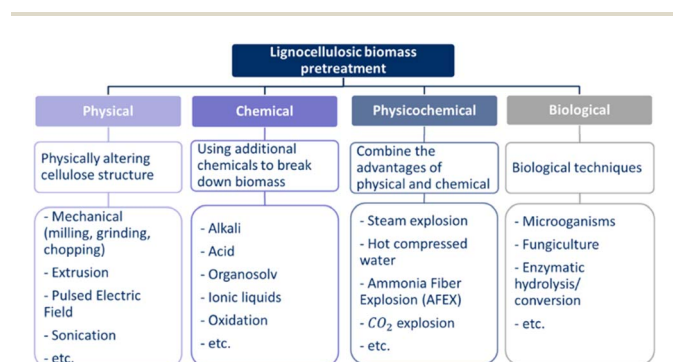 Lignocellulosic biomass
pretreatment
Physical
Chemical
Physicochemical
Biological
Physically altering
cellulose structure
Using additional
chemicals to break
down biomass
Combine the
advantages of
physical and chemical
Biological techniques
- Mechanical
(milling, grinding,
chopping)
- Extrusion
- Pulsed Electric
Field
- Sonication
- etc.
- Alkali
- Acid
- Organosolv
- Ionic liquids
- Oxidation
- etc.
- Steam explosion
- Hot compressed
water
- Ammonia Fiber
Explosion (AFEX)
- CO₂ explosion
- etc.
- Microoganisms
- Fungiculture
- Enzymatic
hydrolysis/
conversion
- etc.